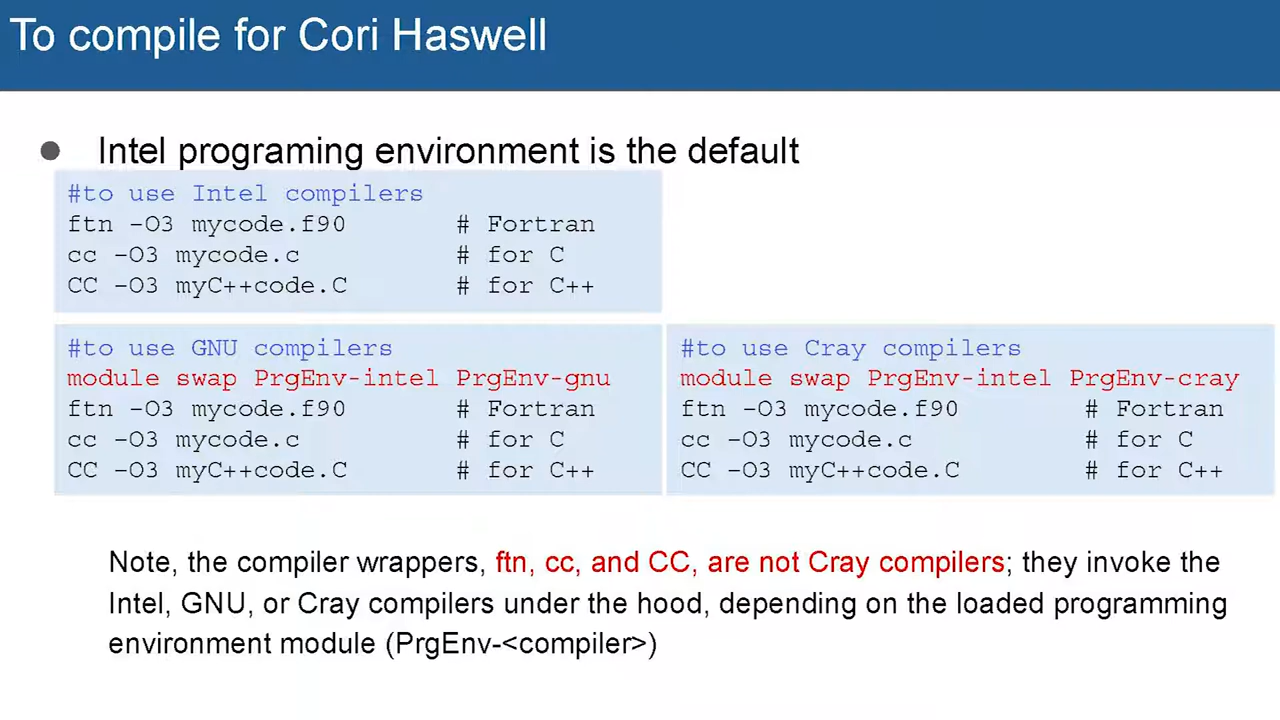 To compile for Cori Haswell
● Intel programing environment is the default
#to use Intel compilers
ftn -O3 mycode.f90 # Fortran
cc -O3 mycode.c # for C
CC -O3 myC++code.C # for C++
#to use GNU compilers
module swap PrgEnv-intel PrgEnv-gnu
ftn -O3 mycode.f90 # Fortran
cc -O3 mycode.c # for C
CC -O3 myC++code.C # for C++
#to use Cray compilers
module swap PrgEnv-intel PrgEnv-cray
ftn -O3 mycode.f90 # Fortran
cc -O3 mycode.c # for C
CC -O3 myC++code.C # for C++
Note, the compiler wrappers, ftn, cc, and CC, are not Cray compilers; they invoke the
Intel, GNU, or Cray compilers under the hood, depending on the loaded programming
environment module (PrgEnv-<compiler>)